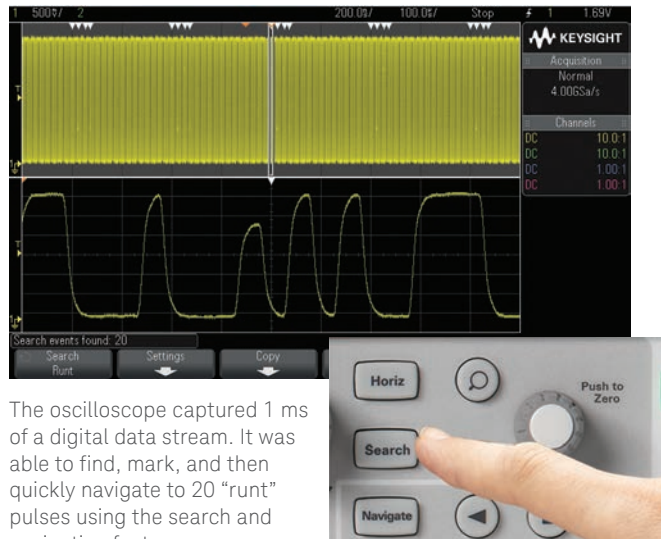 1 500▽/ 2 200.0s/ 100.0s/ Stop 1 1.69V
KEYSIGHT
Acquisition
Normal
4.00GSa/s
Channels
DC 10.0:1
DC 10.0:1
DC 1.00:1
DC 1.00:1
T
T
Search events found: 20
Search
Runt
Settings
Copy
The oscilloscope captured 1 ms
of a digital data stream. It was
able to find, mark, and then
quickly navigate to 20 “runt”
pulses using the search and
Horiz
Push to
Zero
Search
Navigate